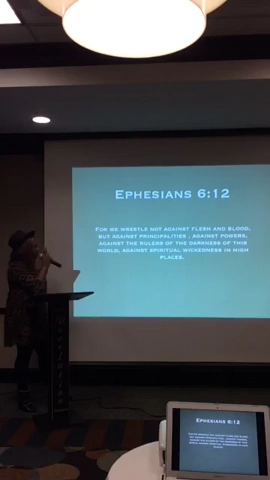 Ephesians 6:12
For we wrestle not against flesh and blood,
but against principalities , against powers,
against the rulers of the darkness of this
world, against spiritual wickedness in high
places.
Ephesians 6:12